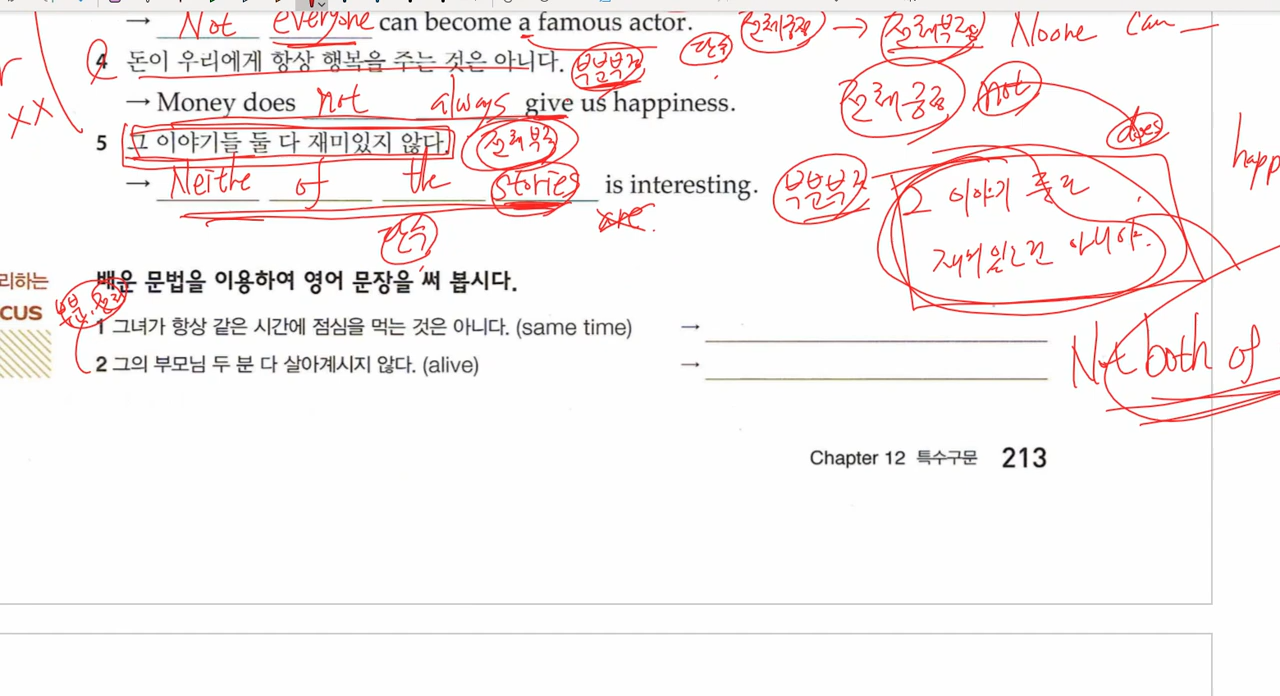 → Not everyone can become a famous actor.
전체긍정 → 전체부정 Noone can
단수
4 돈이 우리에게 항상 행복을 주는 것은 아니다. 부분부정
→ Money does not always give us happiness.
전체긍정 not
does
xx
5 그 이야기들 둘 다 재미있지 않다. 전체부정
→ Neithe of the stories is interesting.
are
단수
부분부정
그 이야기 둘다
재미있는건 아니야.
happ
Not both of
리하는
CUS
배운 문법을 이용하여 영어 문장을 써 봅시다.
1 그녀가 항상 같은 시간에 점심을 먹는 것은 아니다. (same time) →
2 그의 부모님 두 분 다 살아계시지 않다. (alive) →
Chapter 12 특수구문 213